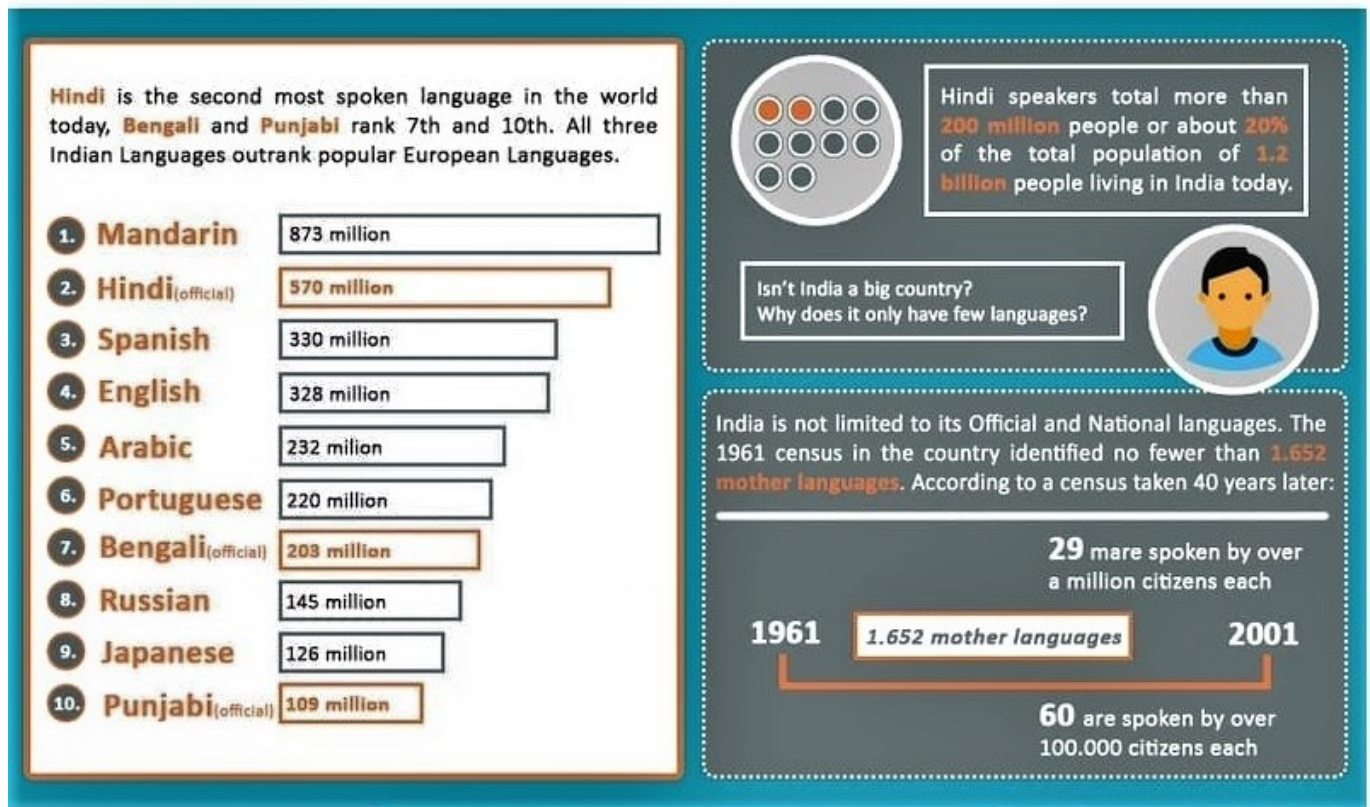 Hindi is the second most spoken language in the world
today, Bengali and Punjabi rank 7th and 10th. All three
Indian Languages outrank popular European Languages.
1. Mandarin 873 million
2. Hindi(official) 570 million
3. Spanish 330 million
4. English 328 million
5. Arabic 232 milion
6. Portuguese 220 million
7. Bengali(official) 203 million
8. Russian 145 million
9. Japanese 126 million
10. Punjabi(official) 109 million
Hindi speakers total more than
200 million people or about 20%
of the total population of 1.2
billion people living in India today.
Isn't India a big country?
Why does it only have few languages?
India is not limited to its Official and National languages. The
1961 census in the country identified no fewer than 1.652
mother languages. According to a census taken 40 years later:
29 mare spoken by over
a million citizens each
1961 1.652 mother languages 2001
60 are spoken by over
100.000 citizens each